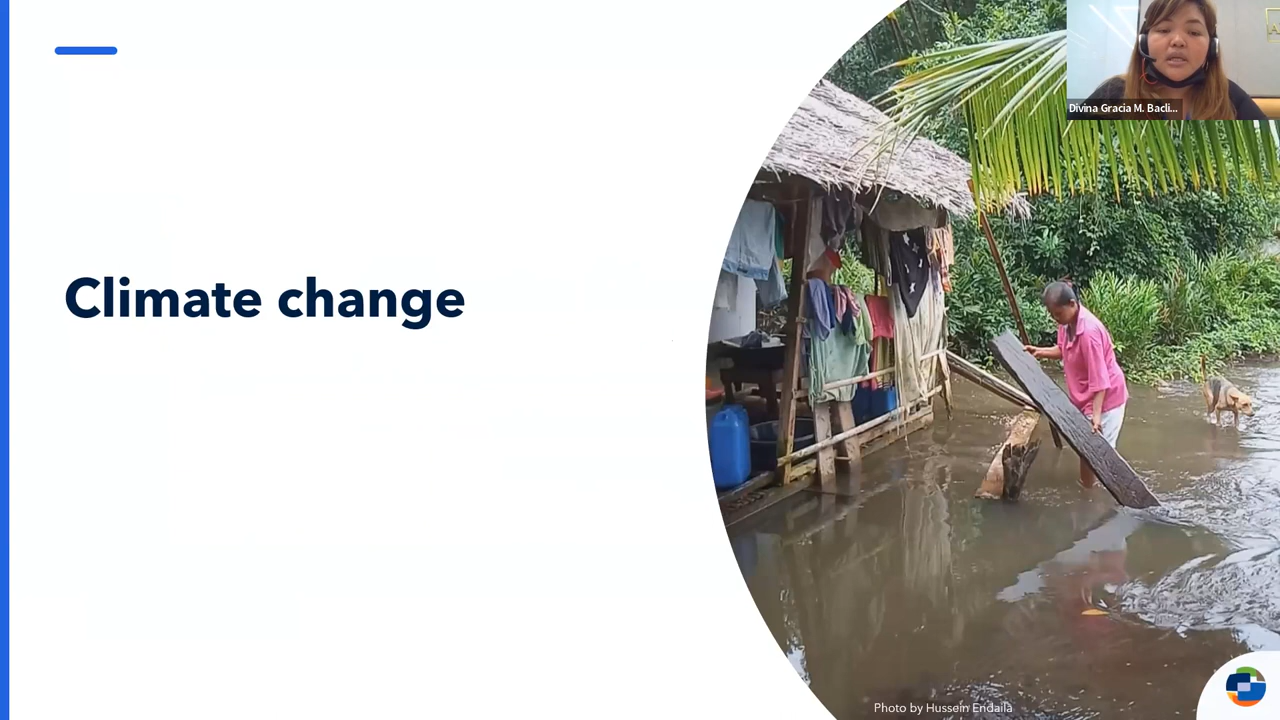 Climate change
Divina Gracia M. Bacli...
Photo by Hussein Endaila